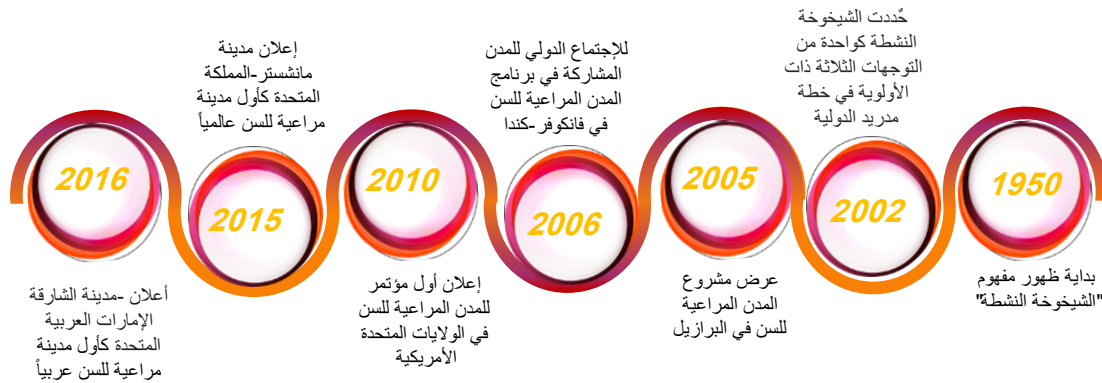 1950
بداية ظهور مفهوم
"الشيخوخة النشطة"
حٌددت الشيخوخة
النشطة كواحدة من
التوجهات الثلاثة ذات
الأولوية في خطة
مدريد الدولية
2002
2005
عرض مشروع
المدن المراعية
للسن في البرازيل
للإجتماع الدولي للمدن
المشاركة في برنامج
المدن المراعية للسن
في فانكوفر-كندا
2006
2010
إعلان أول مؤتمر
للمدن المراعية للسن
في الولايات المتحدة
الأمريكية
إعلان مدينة
مانشستر-المملكة
المتحدة كأول مدينة
مراعية للسن عالمياً
2015
2016
أعلان -مدينة الشارقة
الإمارات العربية
المتحدة كأول مدينة
مراعية للسن عربياً